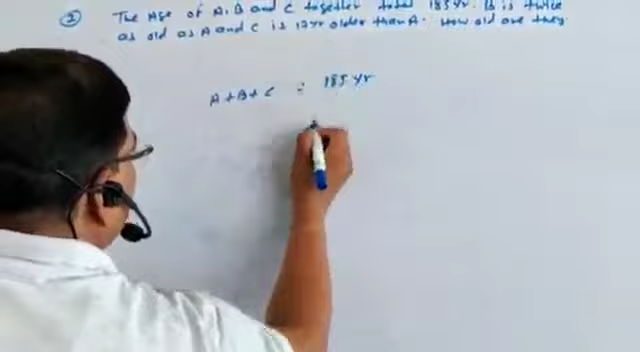 ② The Age of A, B and C together total 185 yr. B is twice
as old as A and C is 17 yr older than A. How old are they
A + B + C = 185 yr